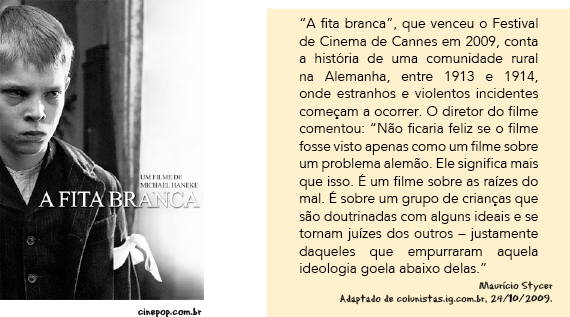 UM FILME DE
MICHAEL HANEKE
A FITA BRANCA
cinepop.com.br
“A fita branca”, que venceu o Festival
de Cinema de Cannes em 2009, conta
a história de uma comunidade rural
na Alemanha, entre 1913 e 1914,
onde estranhos e violentos incidentes
começam a ocorrer. O diretor do filme
comentou: “Não ficaria feliz se o filme
fosse visto apenas como um filme sobre
um problema alemão. Ele significa mais
que isso. É um filme sobre as raízes do
mal. É sobre um grupo de crianças que
são doutrinadas com alguns ideais e se
tornam juízes dos outros – justamente
daqueles que empurraram aquela
ideologia goela abaixo delas.”
Maurício Stycer
Adaptado de colunistas.ig.com.br, 24/10/2009.